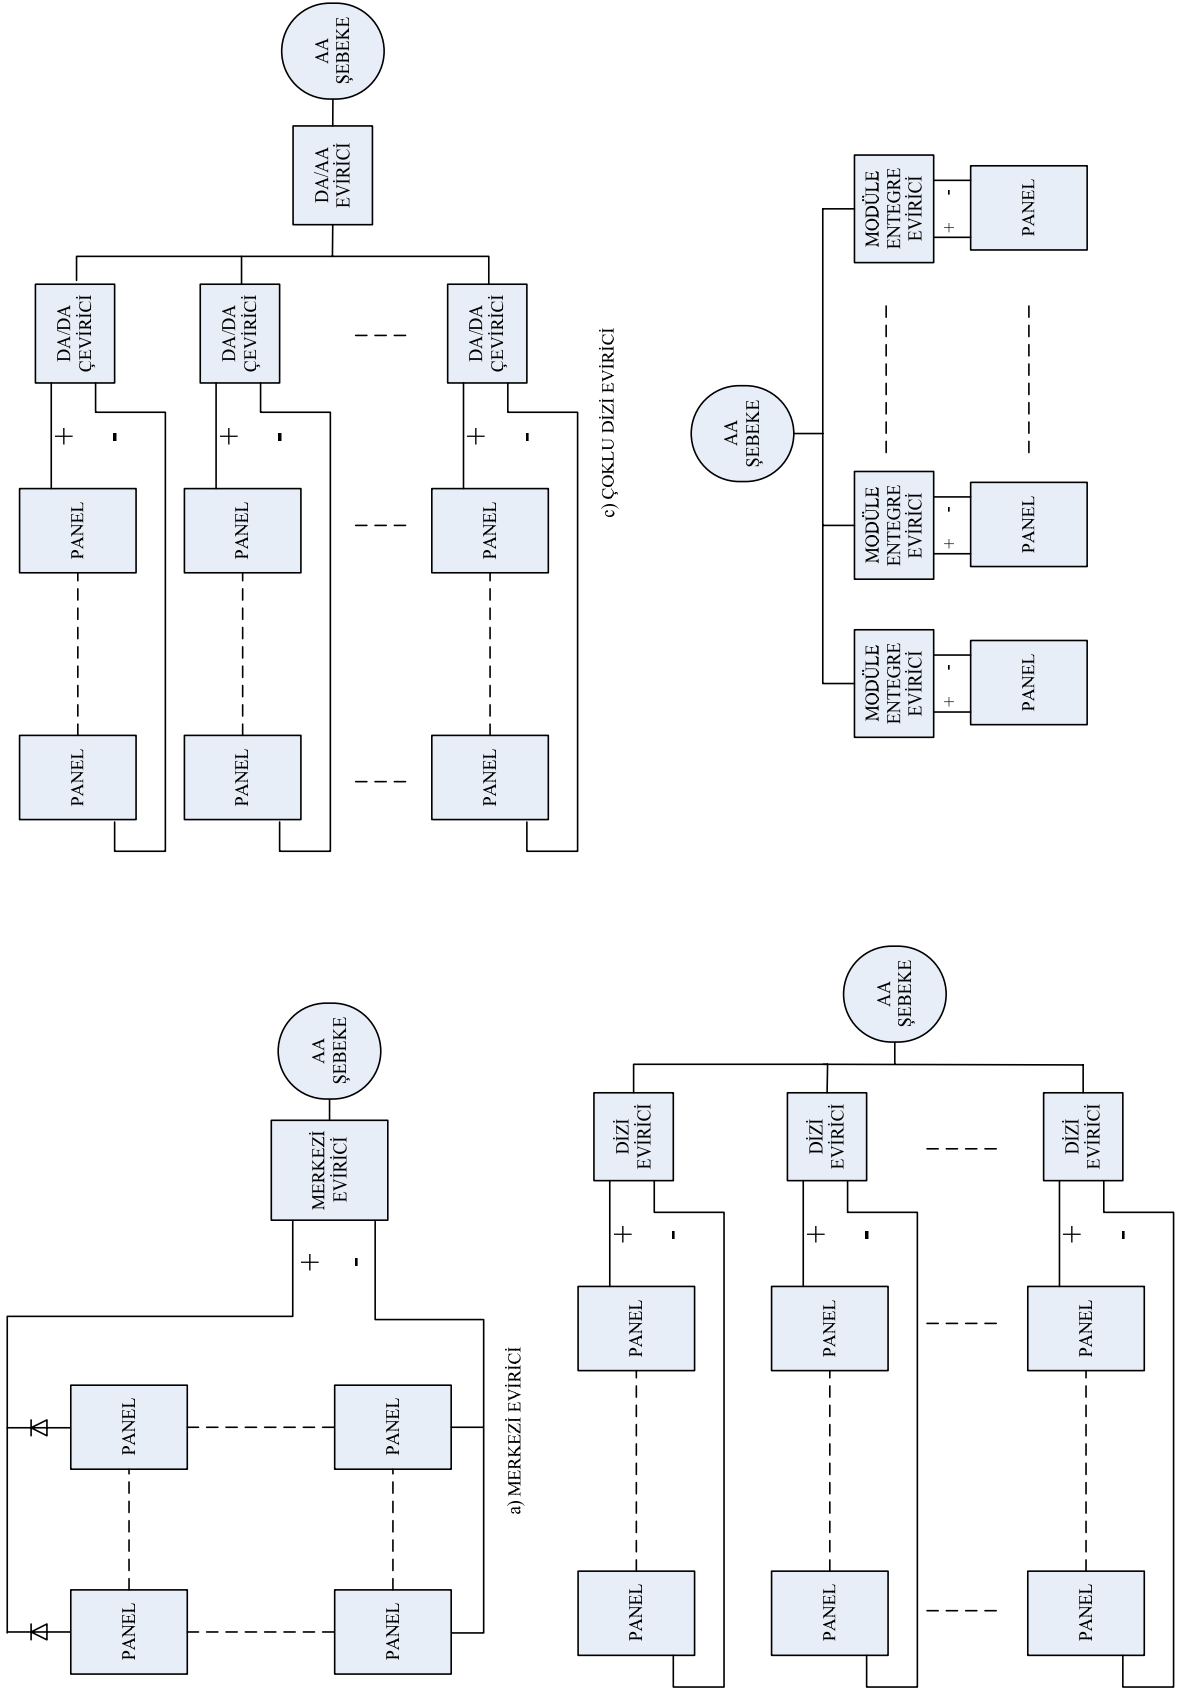 PANEL
PANEL
PANEL
PANEL
+
-
MERKEZİ
EVİRİCİ
AA
ŞEBEKE
a) MERKEZİ EVİRİCİ
PANEL
PANEL
+
-
DİZİ
EVİRİCİ
PANEL
PANEL
+
-
DİZİ
EVİRİCİ
PANEL
PANEL
+
-
DİZİ
EVİRİCİ
AA
ŞEBEKE
PANEL
PANEL
+
-
DA/DA
ÇEVİRİCİ
PANEL
PANEL
+
-
DA/DA
ÇEVİRİCİ
PANEL
PANEL
+
-
DA/DA
ÇEVİRİCİ
DA/AA
EVİRİCİ
AA
ŞEBEKE
c) ÇOKLU DİZİ EVİRİCİ
AA
ŞEBEKE
MODÜLE
ENTEGRE
EVİRİCİ
+ -
PANEL
MODÜLE
ENTEGRE
EVİRİCİ
+ -
PANEL
MODÜLE
ENTEGRE
EVİRİCİ
+ -
PANEL